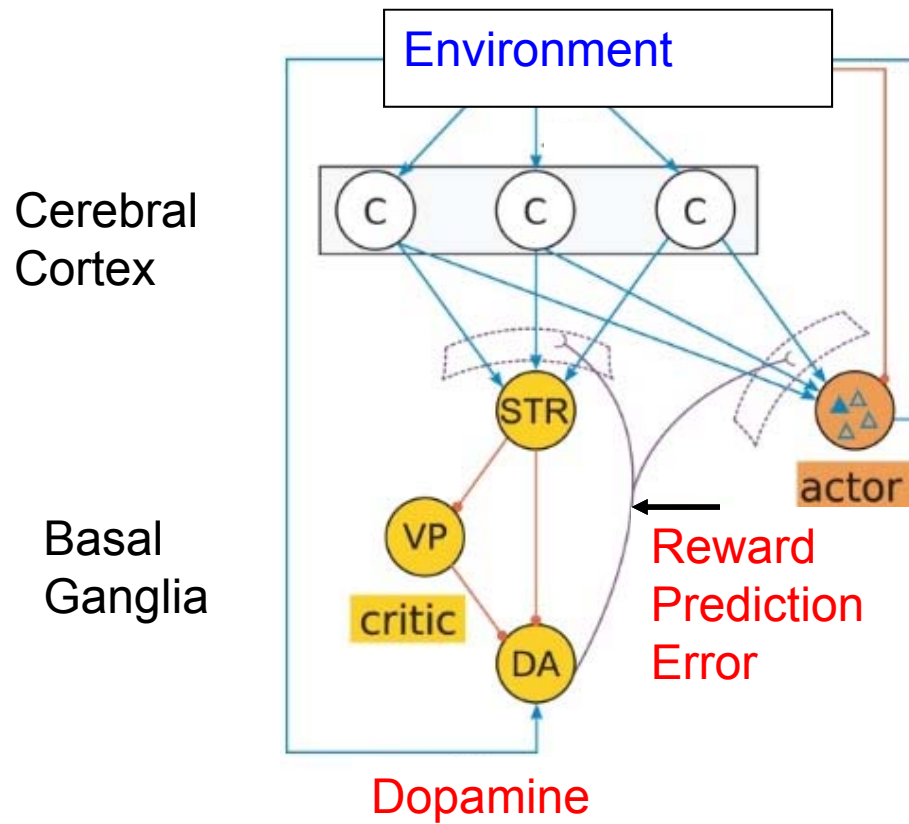 Environment
Cerebral
Cortex
C
C
C
STR
actor
VP
Basal
Ganglia
critic
DA
Reward
Prediction
Error
Dopamine